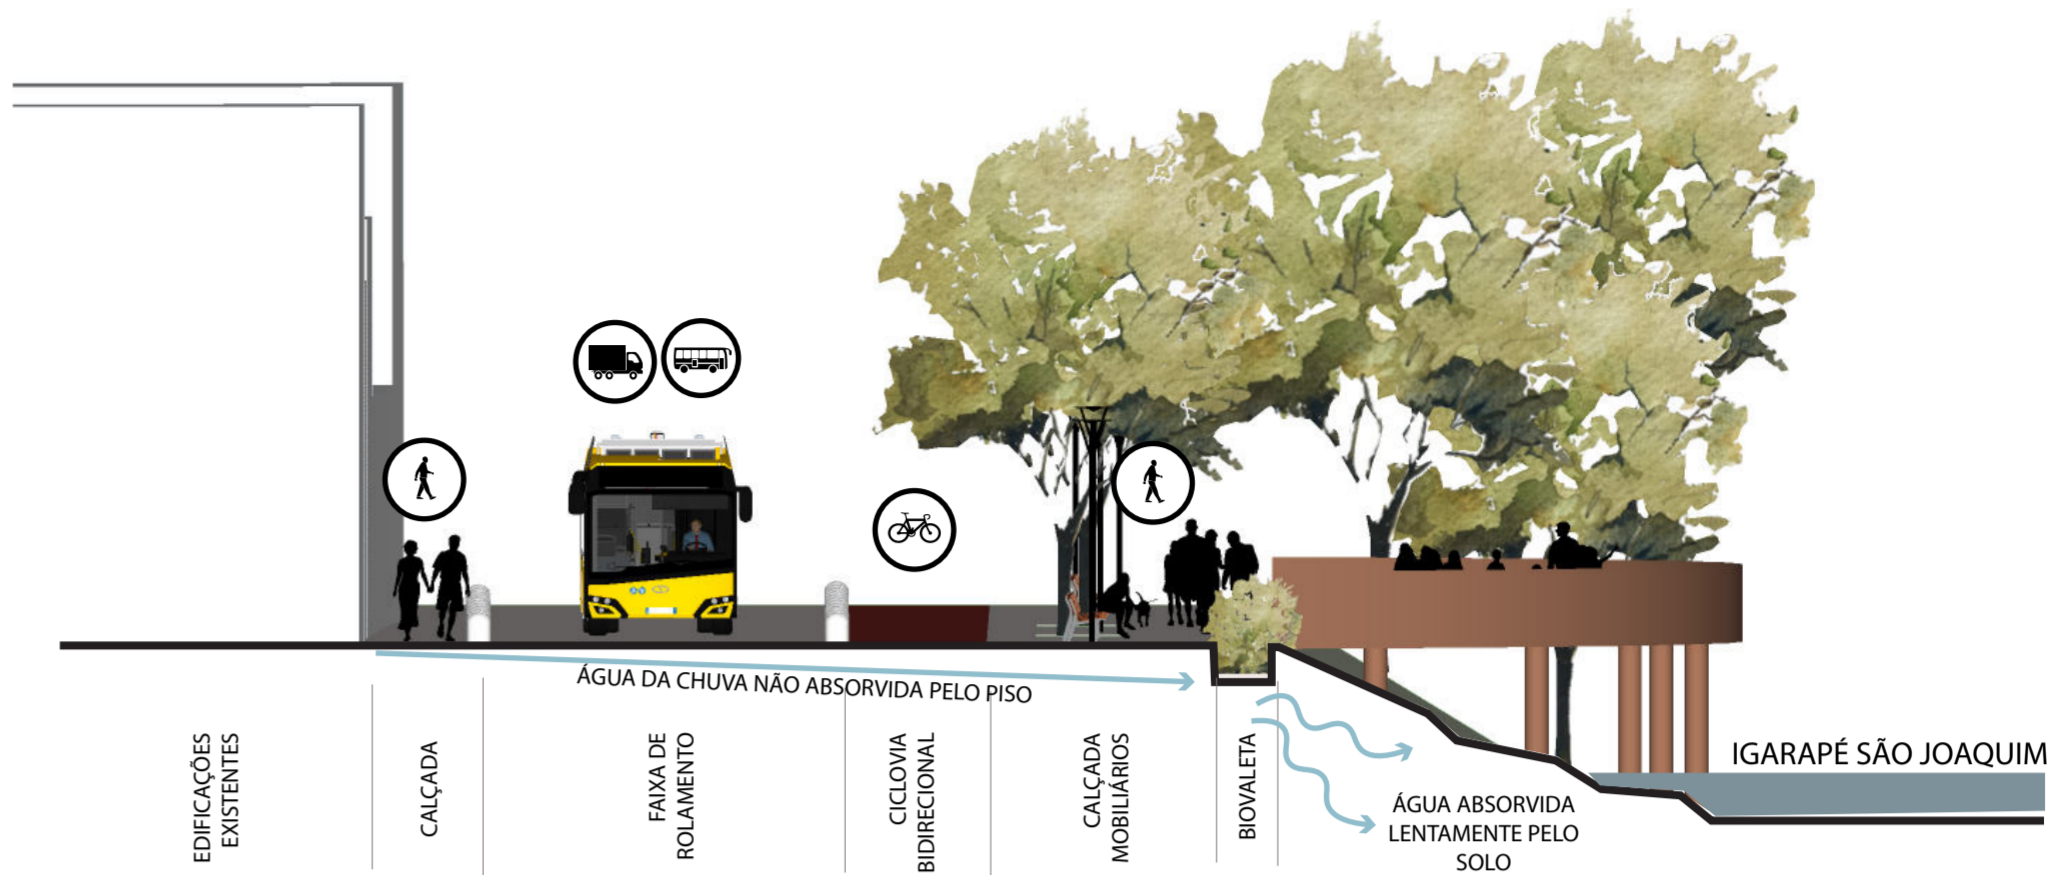 ÁGUA DA CHUVA NÃO ABSORVIDA PELO PISO
EDIFICAÇÕES
EXISTENTES
CALÇADA
FAIXA DE
ROLAMENTO
CICLOVIA
BIDIRECIONAL
CALÇADA
MOBILIÁRIOS
BIOVALETA
ÁGUA ABSORVIDA
LENTAMENTE PELO
SOLO
IGARAPÉ SÃO JOAQUIM